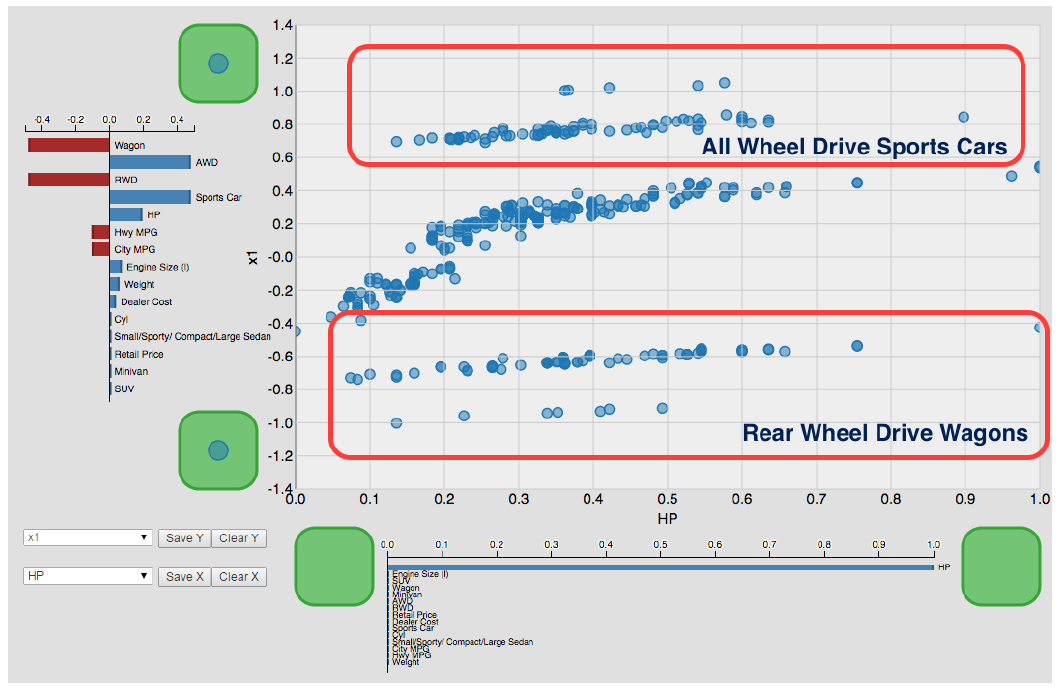 1.4
1.2
1.0
0.8
0.6
0.4
0.2
-0.0
-0.2
-0.4
-0.6
-0.8
-1.0
-1.2
-1.4
x1
All Wheel Drive Sports Cars
Rear Wheel Drive Wagons
0.0 0.1 0.2 0.3 0.4 0.5 0.6 0.7 0.8 0.9 1.0
HP
-0.4 -0.2 0.0 0.2 0.4
Wagon
AWD
RWD
Sports Car
HP
Hwy MPG
City MPG
Engine Size (l)
Weight
Dealer Cost
Cyl
Small/Sporty/ Compact/Large Sedan
Retail Price
Minivan
SUV
x1 Save Y Clear Y
HP Save X Clear X
0.0 0.1 0.2 0.3 0.4 0.5 0.6 0.7 0.8 0.9 1.0
HP
Engine Size (l)
SUV
Wagon
Minivan
AWD
RWD
Retail Price
Dealer Cost
Sports Car
Cyl
Small/Sporty/ Compact/Large Sedan
City MPG
Hwy MPG
Weight